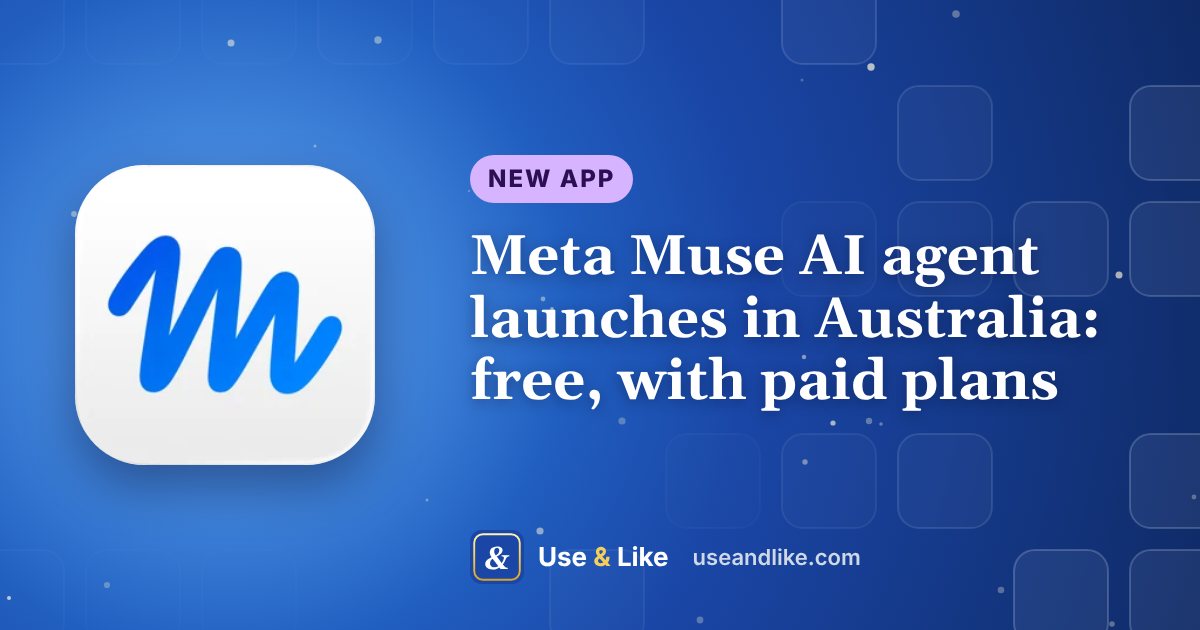 NEW APP
Meta Muse AI agent
launches in Australia:
free, with paid plans
& Use & Like useandlike.com